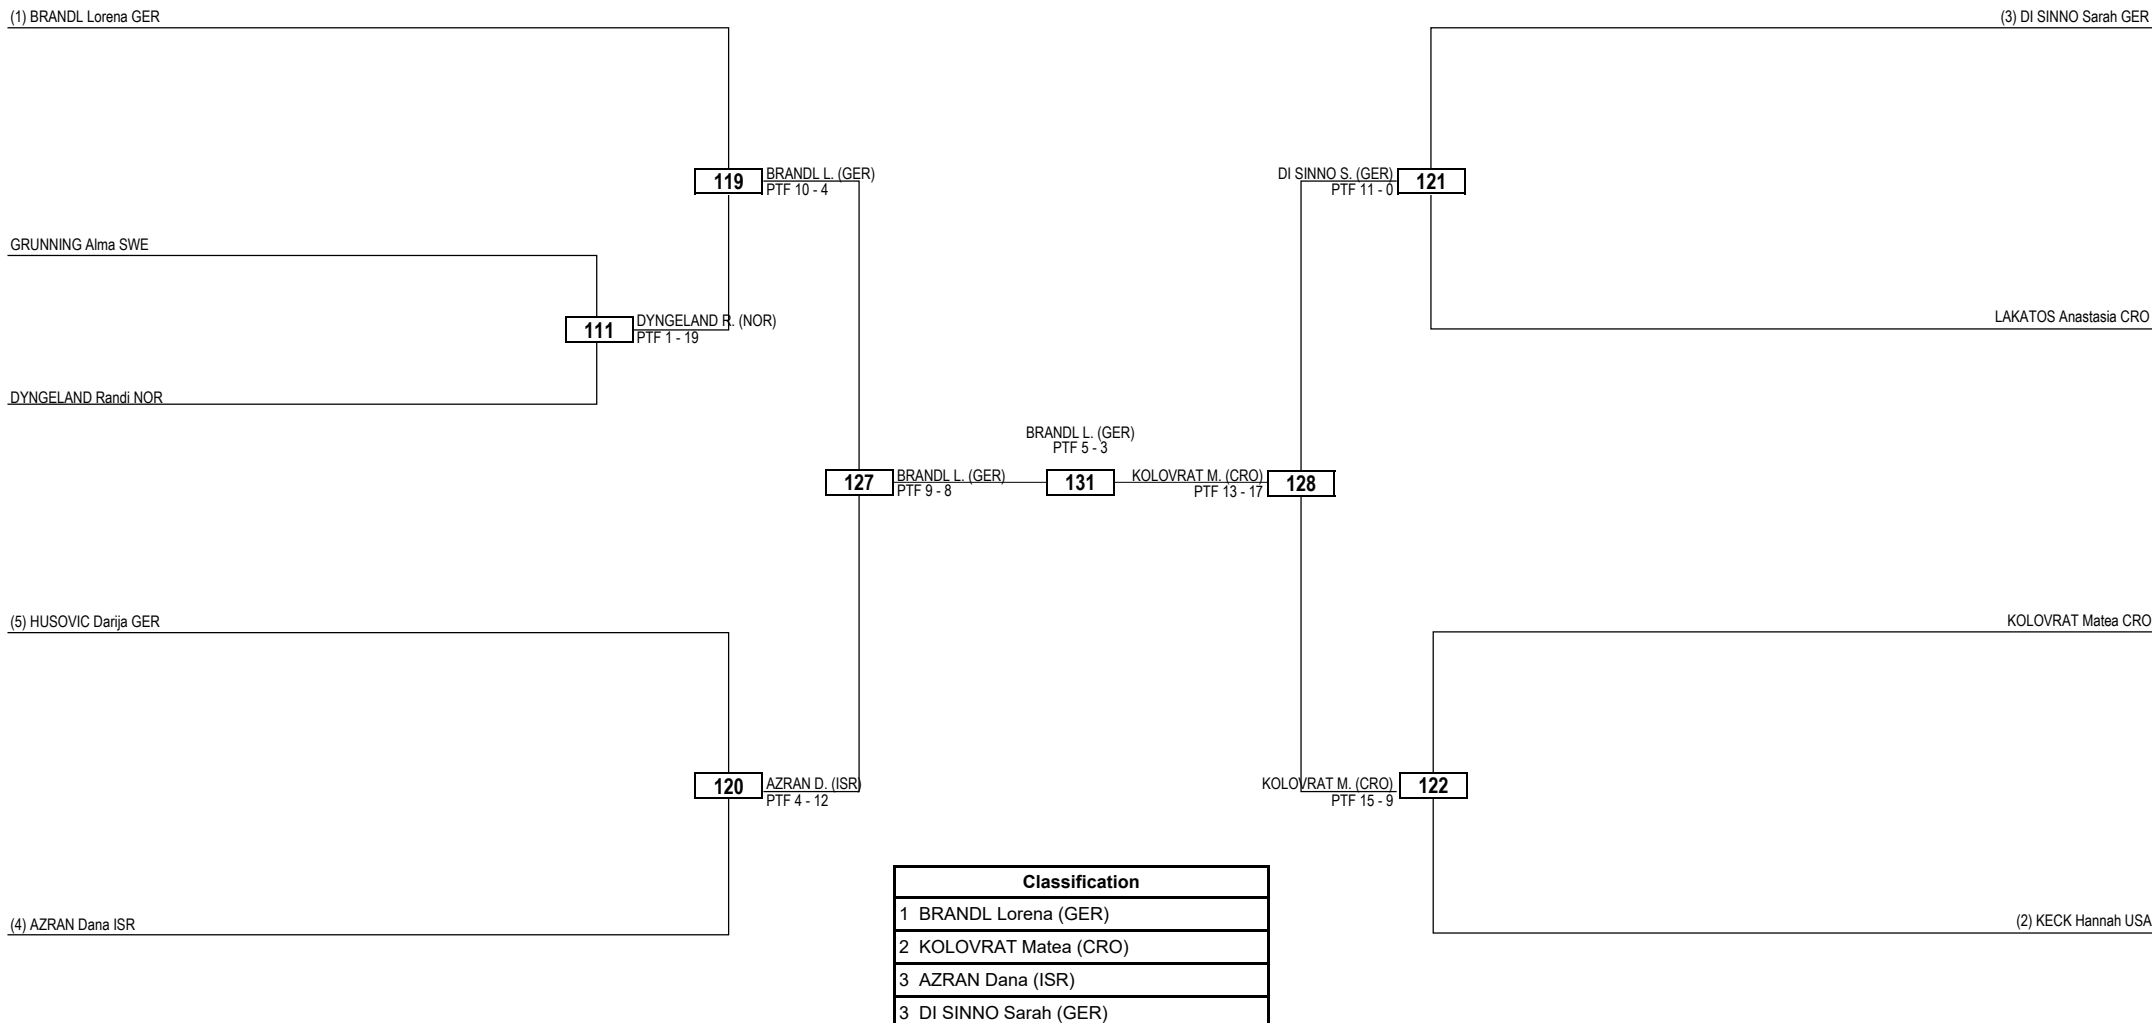 (1) BRANDL Lorena GER
(3) DI SINNO Sarah GER
119
BRANDL L. (GER)
PTF 10 - 4
DI SINNO S. (GER)
PTF 11 - 0
121
GRUNNING Alma SWE
111
DYNGELAND R. (NOR)
PTF 1 - 19
LAKATOS Anastasia CRO
DYNGELAND Randi NOR
BRANDL L. (GER)
PTF 5 - 3
127
BRANDL L. (GER)
PTF 9 - 8
131
KOLOVRAT M. (CRO)
PTF 13 - 17
128
(5) HUSOVIC Darija GER
KOLOVRAT Matea CRO
120
AZRAN D. (ISR)
PTF 4 - 12
KOLOVRAT M. (CRO)
PTF 15 - 9
122
(4) AZRAN Dana ISR
(2) KECK Hannah USA
Classification
1 BRANDL Lorena (GER)
2 KOLOVRAT Matea (CRO)
3 AZRAN Dana (ISR)
3 DI SINNO Sarah (GER)